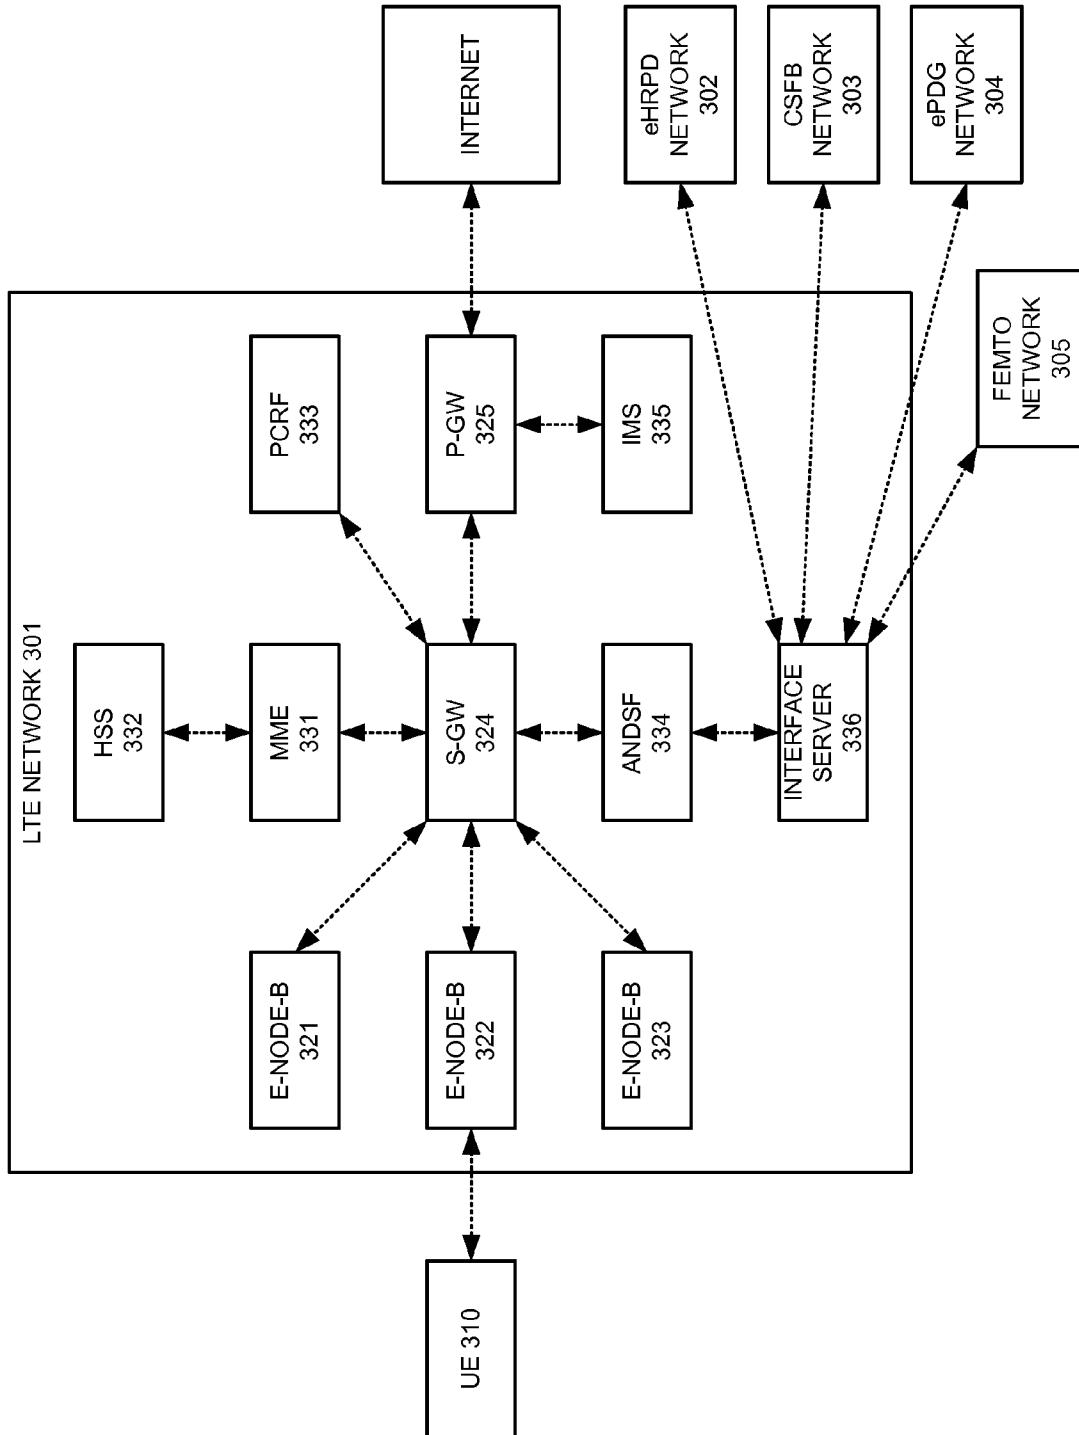 LTE NETWORK 301
HSS
332
MME
331
PCRF
333
INTERNET
UE 310
E-NODE-B
321
E-NODE-B
322
E-NODE-B
323
S-GW
324
P-GW
325
ANDSF
334
IMS
335
INTERFACE
SERVER
336
eHRPD
NETWORK
302
CSFB
NETWORK
303
ePDG
NETWORK
304
FEMTO
NETWORK
305